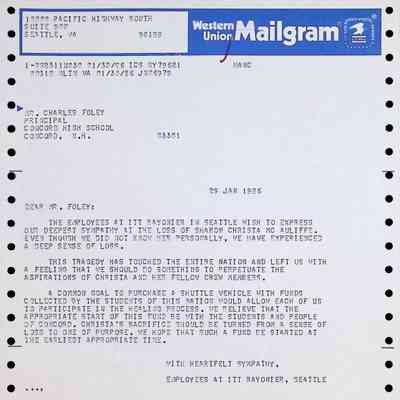 PACIFIC HIGHWAY SOUTH
SUITE 900
SEATTLE, WA 98188
Western Union Mailgram
MR. CHARLES FOLEY
PRINCIPAL
CONCORD HIGH SCHOOL
CONCORD, N.H. 03301
29 JAN 1986
DEAR MR. FOLEY:
THE EMPLOYEES AT ITT RAYONIER IN SEATTLE WISH TO EXPRESS
OUR DEEPEST SYMPATHY AT THE LOSS OF SHARON CHRISTA MC AULIFFE.
EVEN THOUGH WE DID NOT KNOW HER PERSONALLY, WE HAVE EXPERIENCED
A DEEP SENSE OF LOSS.
THIS TRAGEDY HAS TOUCHED THE ENTIRE NATION AND LEFT US WITH
A FEELING THAT WE SHOULD DO SOMETHING TO PERPETUATE THE
ASPIRATIONS OF CHRISTA AND HER FELLOW CREW MEMBERS.
A COMMON GOAL TO PURCHASE A SHUTTLE VEHICLE WITH FUNDS
COLLECTED BY THE STUDENTS OF THIS NATION WOULD ALLOW EACH OF US
TO PARTICIPATE IN THE HEALING PROCESS. WE BELIEVE THAT THE
APPROPRIATE START OF THIS FUND BE WITH THE STUDENTS AND PEOPLE
OF CONCORD. CHRISTA'S SACRIFICE SHOULD BE TURNED FROM A SENSE OF
LOSS TO ONE OF PURPOSE. WE HOPE THAT SUCH A FUND BE STARTED AT
THE EARLIEST APPROPRIATE TIME.
WITH HEARTFELT SYMPATHY,
EMPLOYEES AT ITT RAYONIER, SEATTLE